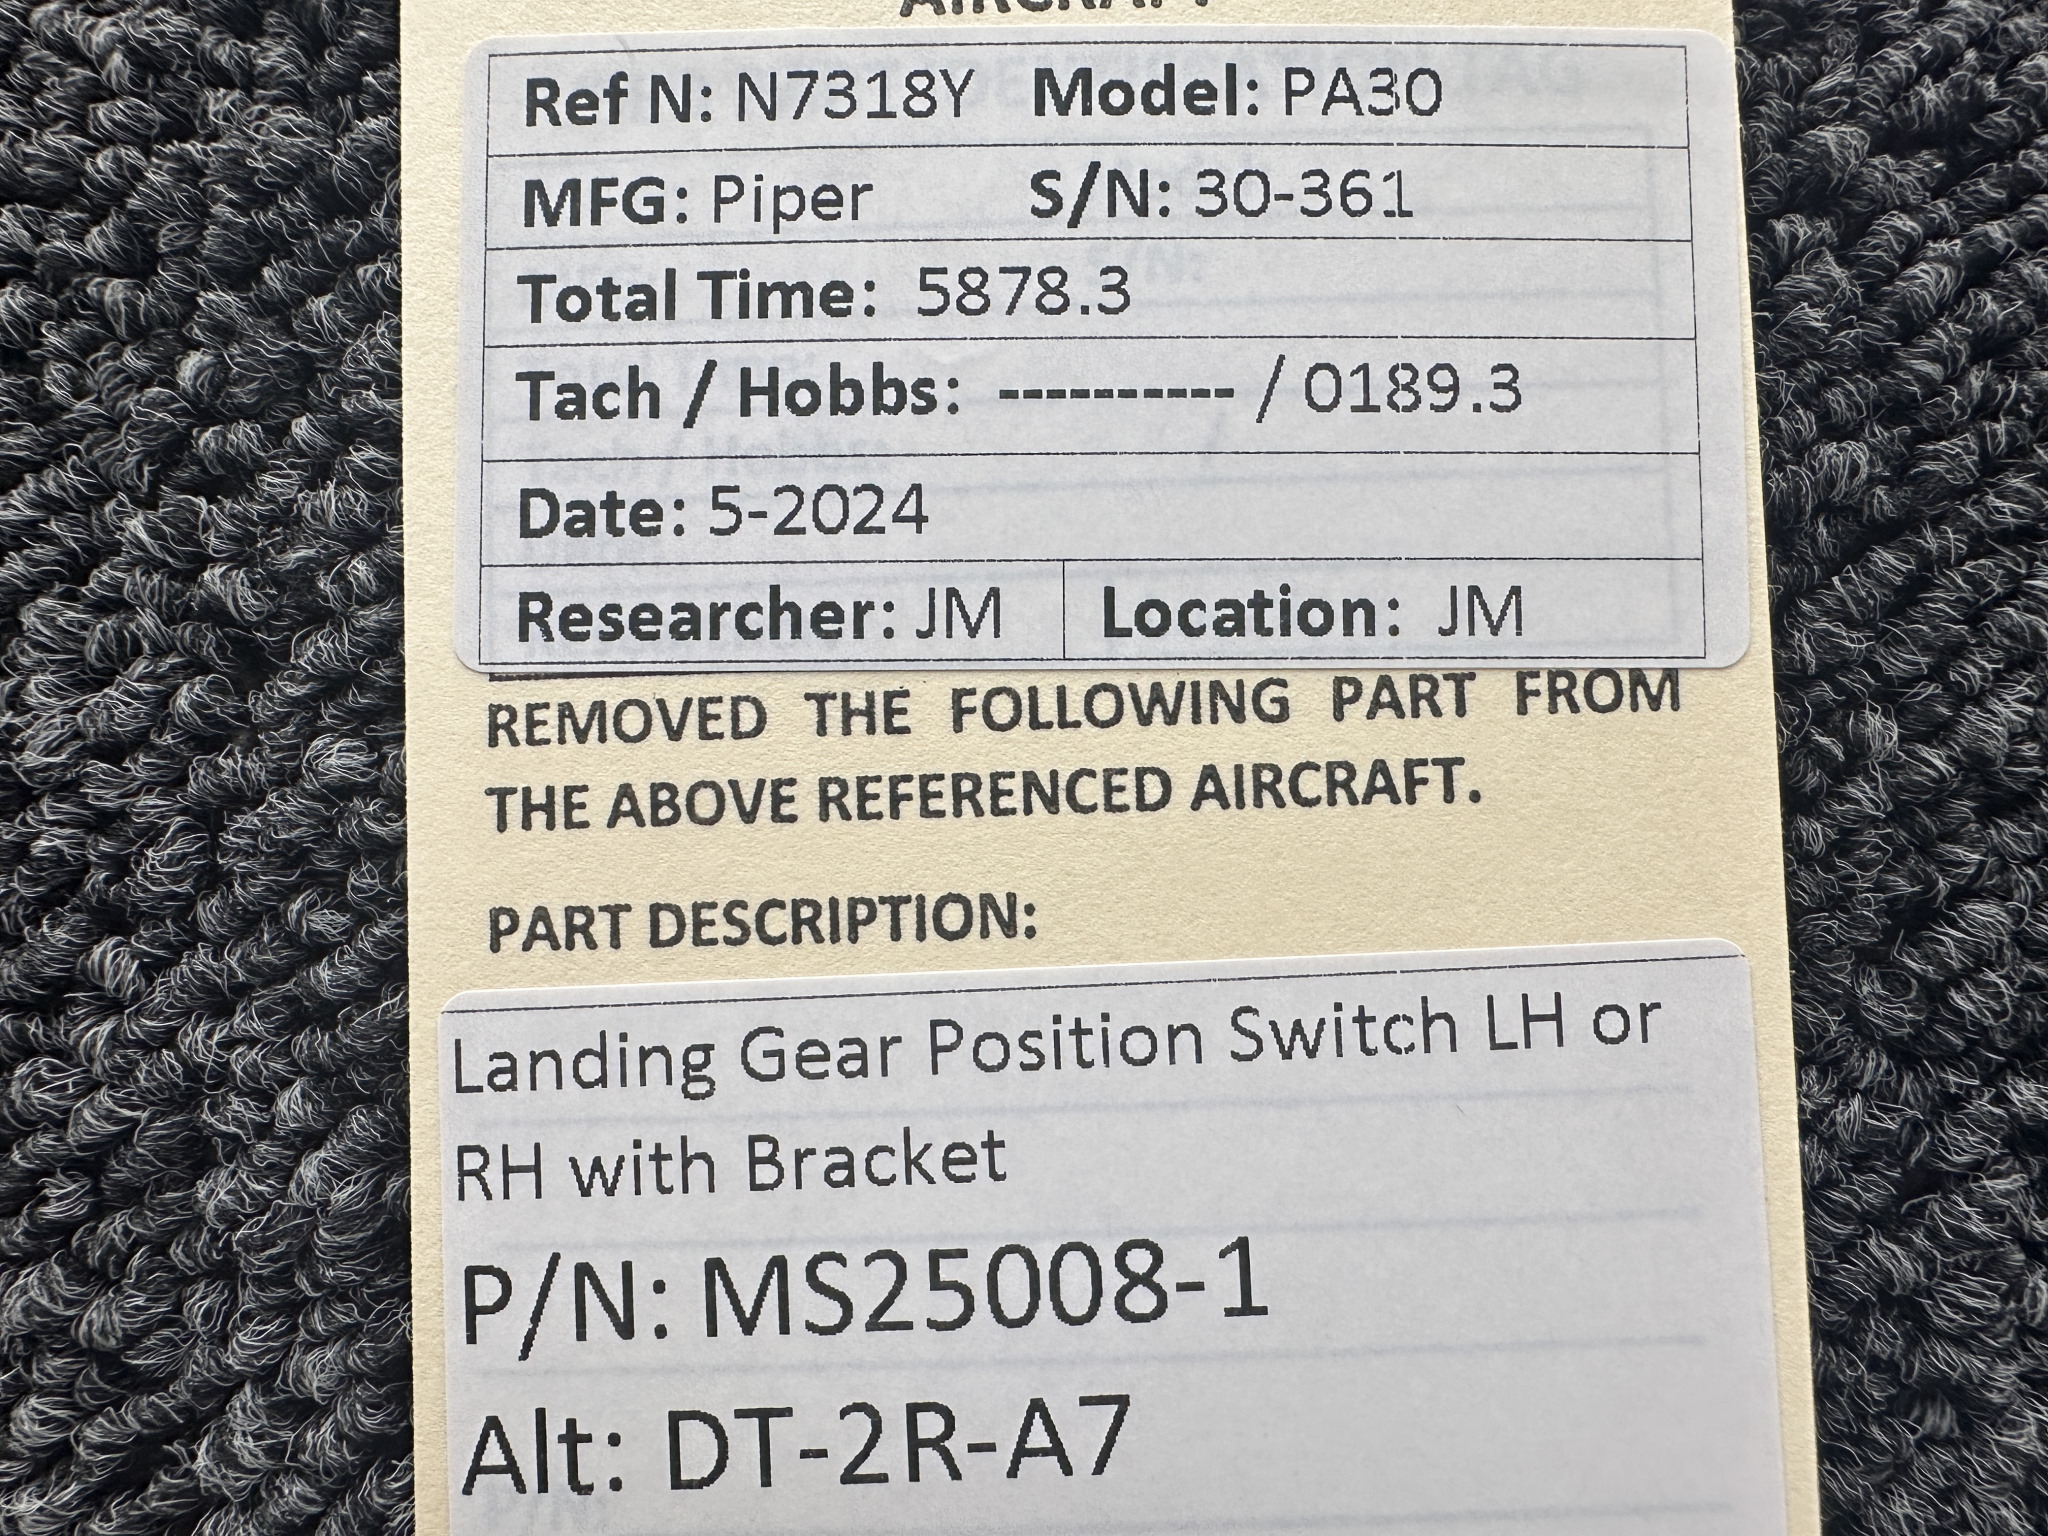 AIRCRAFT
Ref N: N7318Y Model: PA30
MFG: Piper S/N: 30-361
Total Time: 5878.3
Tach / Hobbs: ---------- / 0189.3
Date: 5-2024
Researcher: JM Location: JM
REMOVED THE FOLLOWING PART FROM
THE ABOVE REFERENCED AIRCRAFT.
PART DESCRIPTION:
Landing Gear Position Switch LH or
RH with Bracket
P/N: MS25008-1
Alt: DT-2R-A7